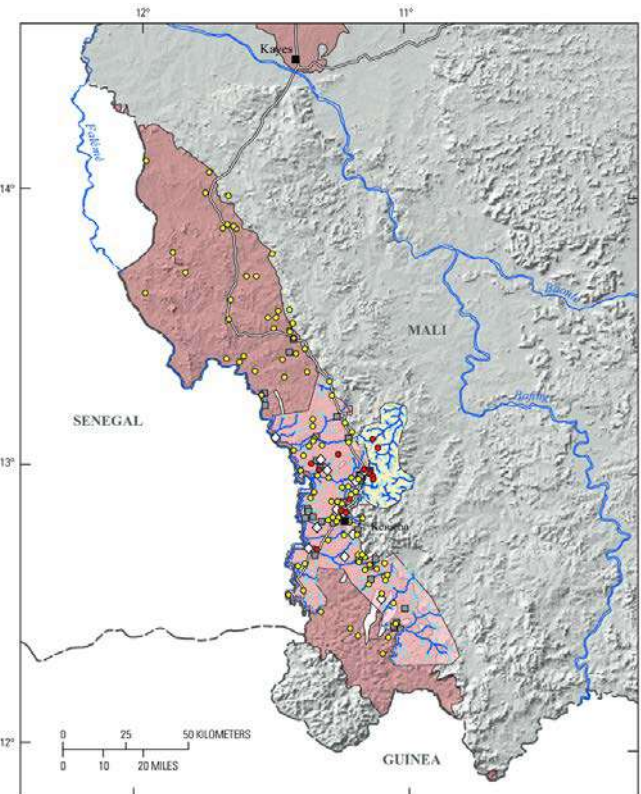 12°
11°
Kayes
Falémé
14°
Bafing
MALI
SENEGAL
13°
Kéniéba
0 25 50 KILOMETERS
0 10 20 MILES
12°
GUINEA